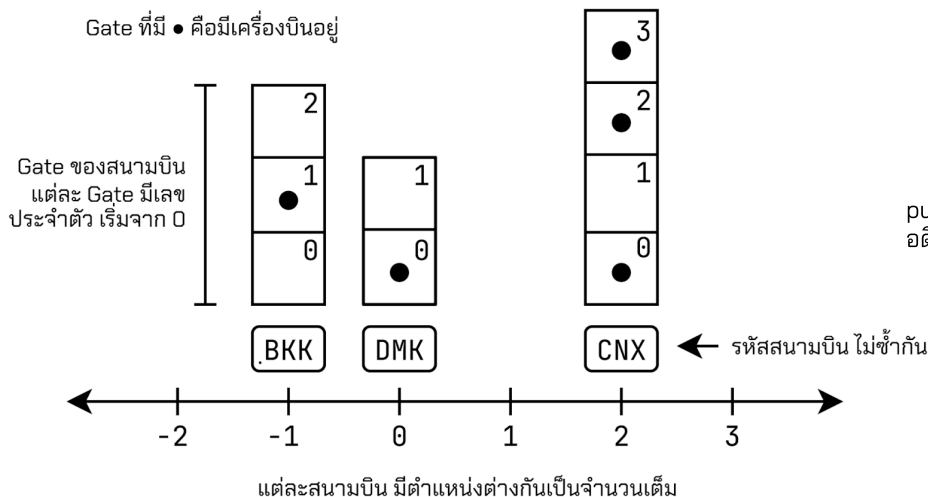 Gate ที่มี ● คือมีเครื่องบินอยู่
3
2
2
1
1
1
0
0
0
Gate ของสนามบิน
แต่ละ Gate มีเลข
ประจำตัว เริ่มจาก 0
pu
อดิ
BKK
DMK
CNX
รหัสสนามบิน ไม่ซ้ำกัน
-2
-1
0
1
2
3
แต่ละสนามบิน มีตำแหน่งต่างกันเป็นจำนวนเต็ม